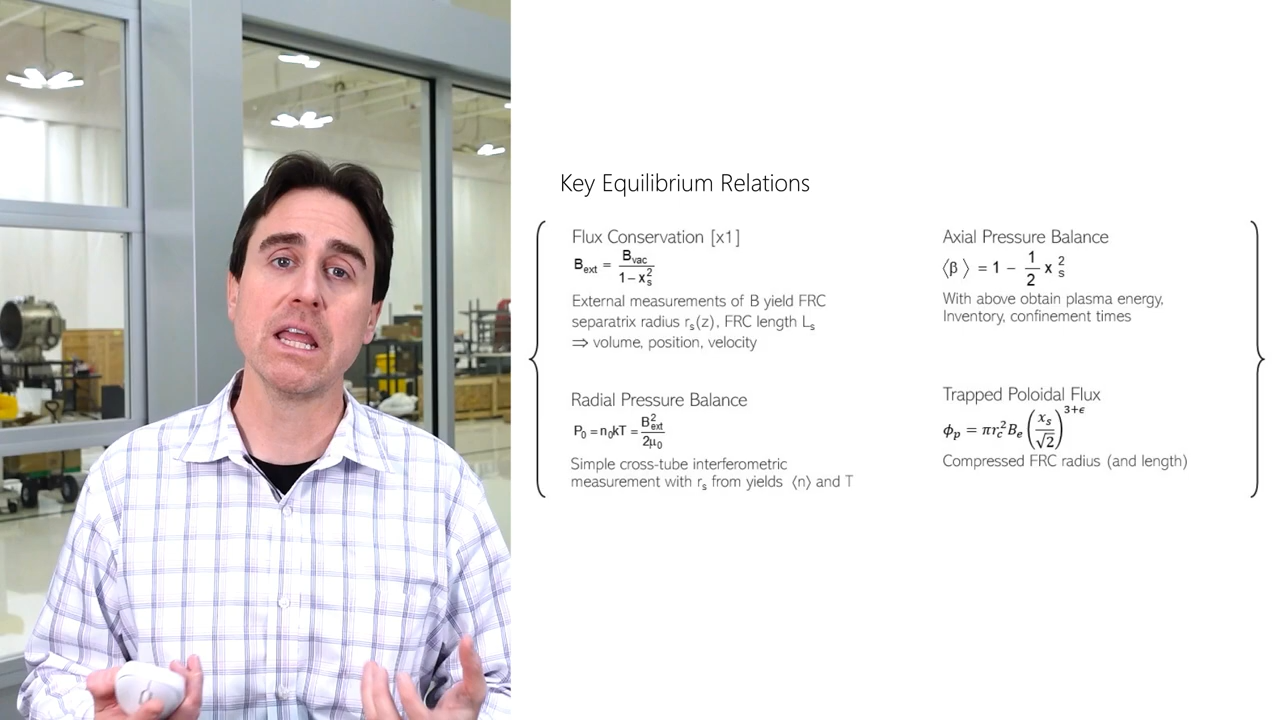 Key Equilibrium Relations
Flux Conservation [x1]
B_ext = B_vac / (1 − x_s^2)
External measurements of B yield FRC
separatrix radius r_s(z), FRC length L_s
⇒ volume, position, velocity
Radial Pressure Balance
P_0 = n_0kT = B_ext^2 / 2μ_0
Simple cross-tube interferometric
measurement with r_s from yields ⟨n⟩ and T
Axial Pressure Balance
⟨β⟩ = 1 − 1/2 x_s^2
With above obtain plasma energy,
Inventory, confinement times
Trapped Poloidal Flux
ϕ_p = πr_c^2 B_e (x_s/√2)^(3+ϵ)
Compressed FRC radius (and length)